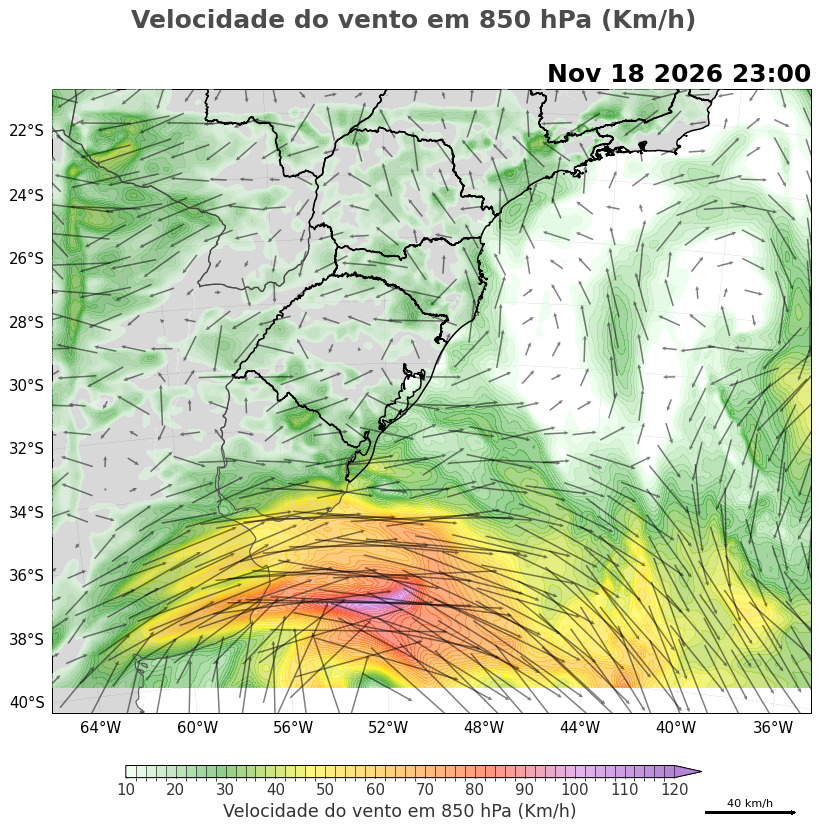 Velocidade do vento em 850 hPa (Km/h)
Nov 18 2026 23:00
22°S
24°S
26°S
28°S
30°S
32°S
34°S
36°S
38°S
40°S
64°W 60°W 56°W 52°W 48°W 44°W 40°W 36°W
10 20 30 40 50 60 70 80 90 100 110 120
Velocidade do vento em 850 hPa (Km/h)
40 km/h